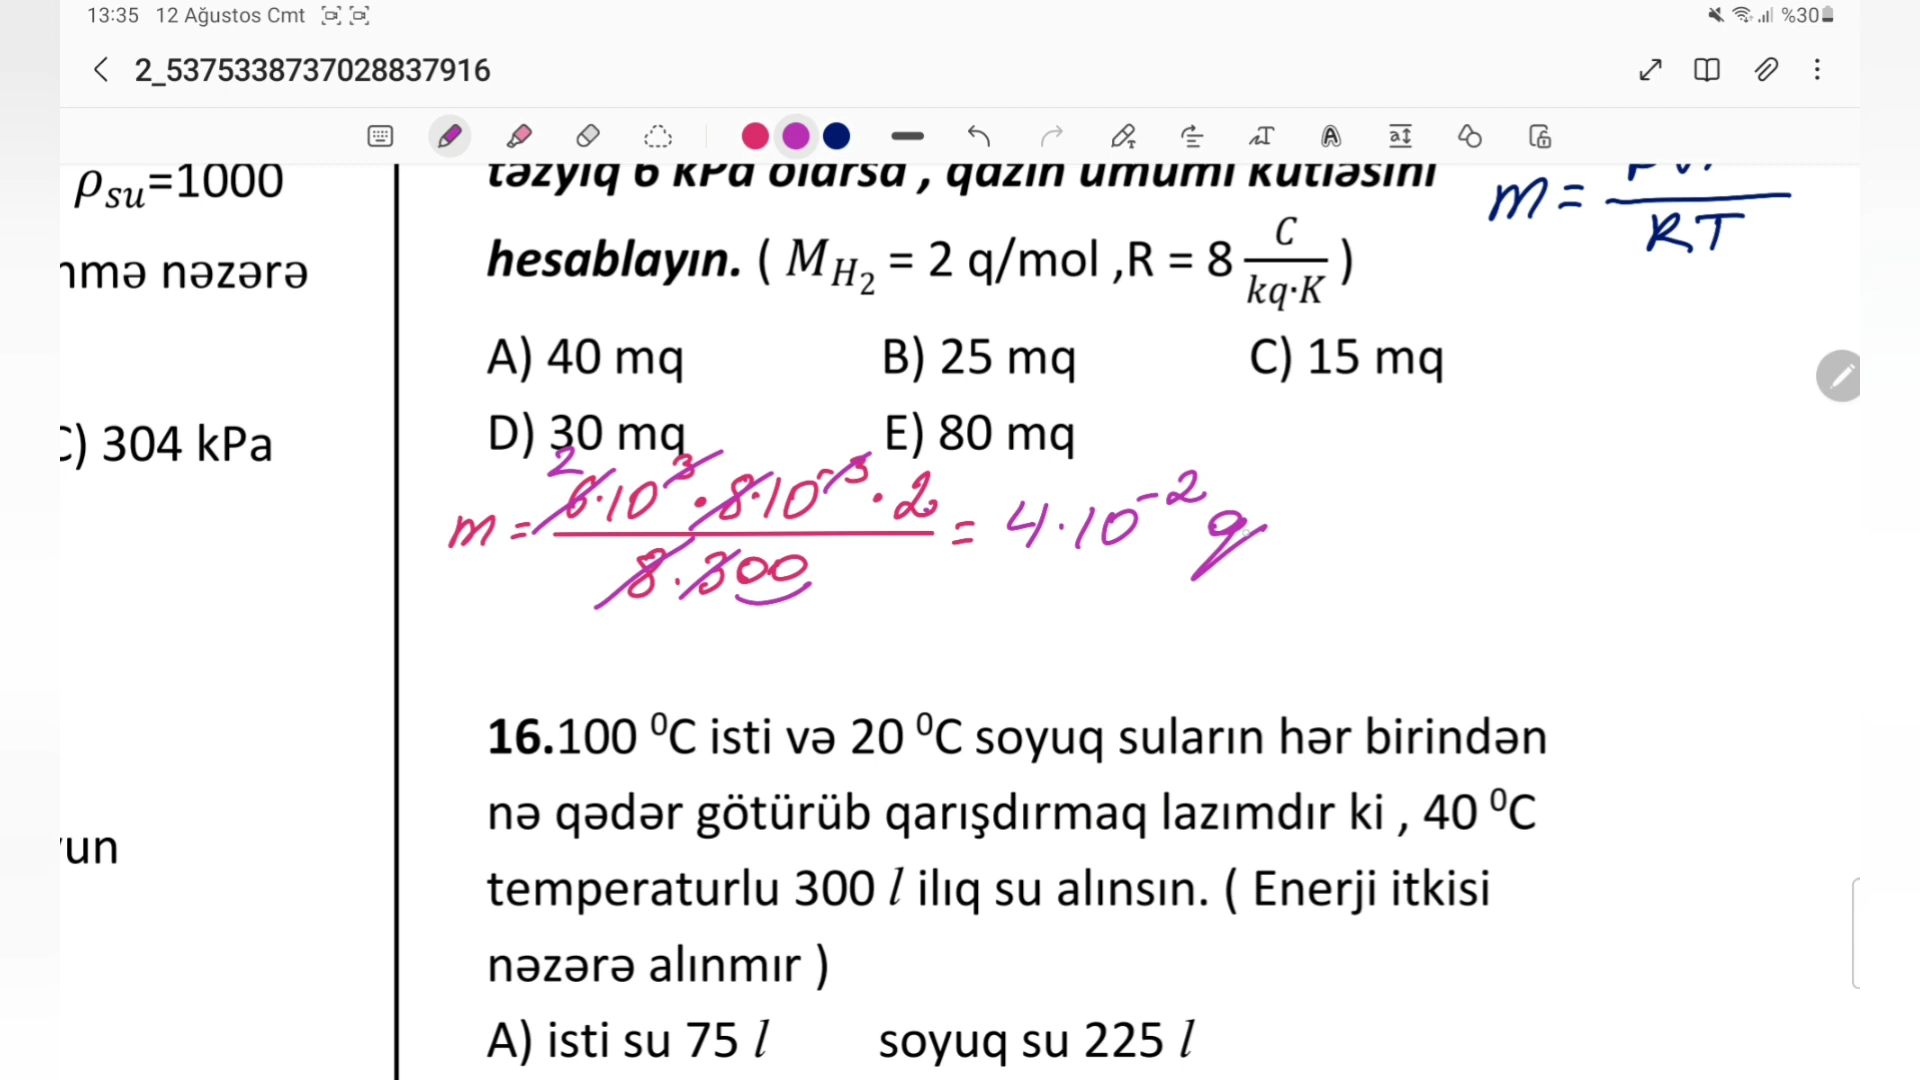 13:35 12 Ağustos Cmt %30
2_5375338737028837916
ρsu=1000
nmə nəzərə
C) 304 kPa
un
təzyiq 6 kPa olarsa , qazın ümumi kütləsini
hesablayın. ( M_H₂ = 2 q/mol ,R = 8 C/kq·K )
m = PVM/RT
A) 40 mq B) 25 mq C) 15 mq
D) 30 mq E) 80 mq
2
m = 6·10³ · 8·10⁻³ · 2 / 8·300 = 4·10⁻² q
16.100 ⁰C isti və 20 ⁰C soyuq suların hər birindən
nə qədər götürüb qarışdırmaq lazımdır ki , 40 ⁰C
temperaturlu 300 l ilıq su alınsın. ( Enerji itkisi
nəzərə alınmır )
A) isti su 75 l soyuq su 225 l